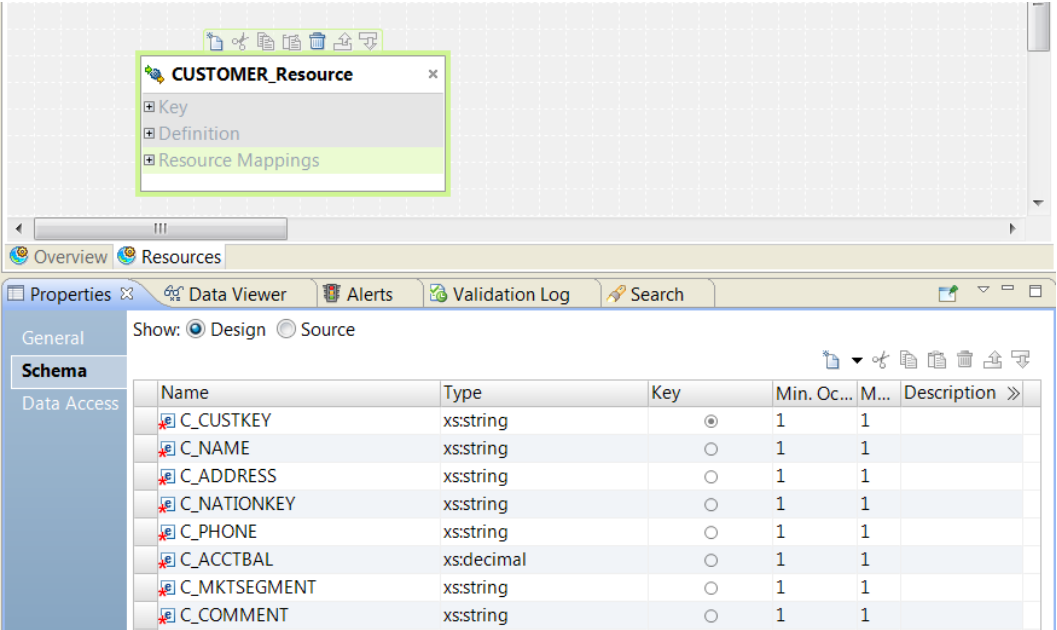 CUSTOMER_Resource
Key
Definition
Resource Mappings
Overview Resources
Properties Data Viewer Alerts Validation Log Search
General
Schema
Data Access
Show: Design Source
Name Type Key Min. Oc... M... Description
C_CUSTKEY xs:string 1 1
C_NAME xs:string 1 1
C_ADDRESS xs:string 1 1
C_NATIONKEY xs:string 1 1
C_PHONE xs:string 1 1
C_ACCTBAL xs:decimal 1 1
C_MKTSEGMENT xs:string 1 1
C_COMMENT xs:string 1 1